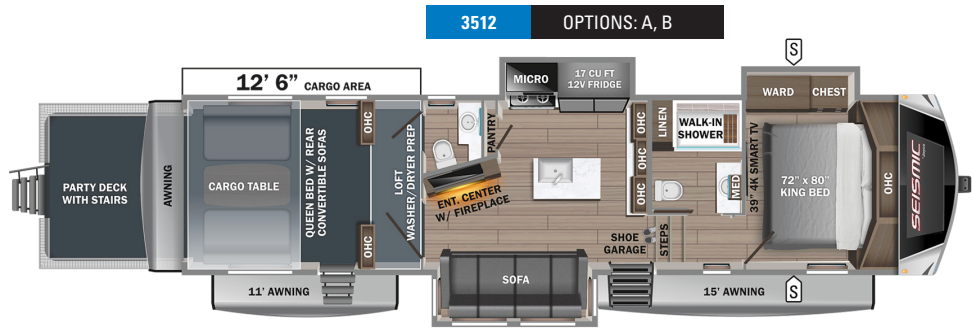 3512
OPTIONS: A, B
S
12' 6" CARGO AREA
MICRO
17 CU FT
12V FRIDGE
WARD
CHEST
PARTY DECK
WITH STAIRS
AWNING
CARGO TABLE
QUEEN BED W/ REAR
CONVERTIBLE SOFAS
OHC
OHC
LOFT
WASHER/DRYER PREP
PANTRY
ENT. CENTER
W/ FIREPLACE
OHC
OHC
OHC
LINEN
WALK-IN
SHOWER
MED
39" 4K SMART TV
72" x 80"
KING BED
OHC
SEISMIC
SHOE
GARAGE
STEPS
SOFA
11' AWNING
15' AWNING
S